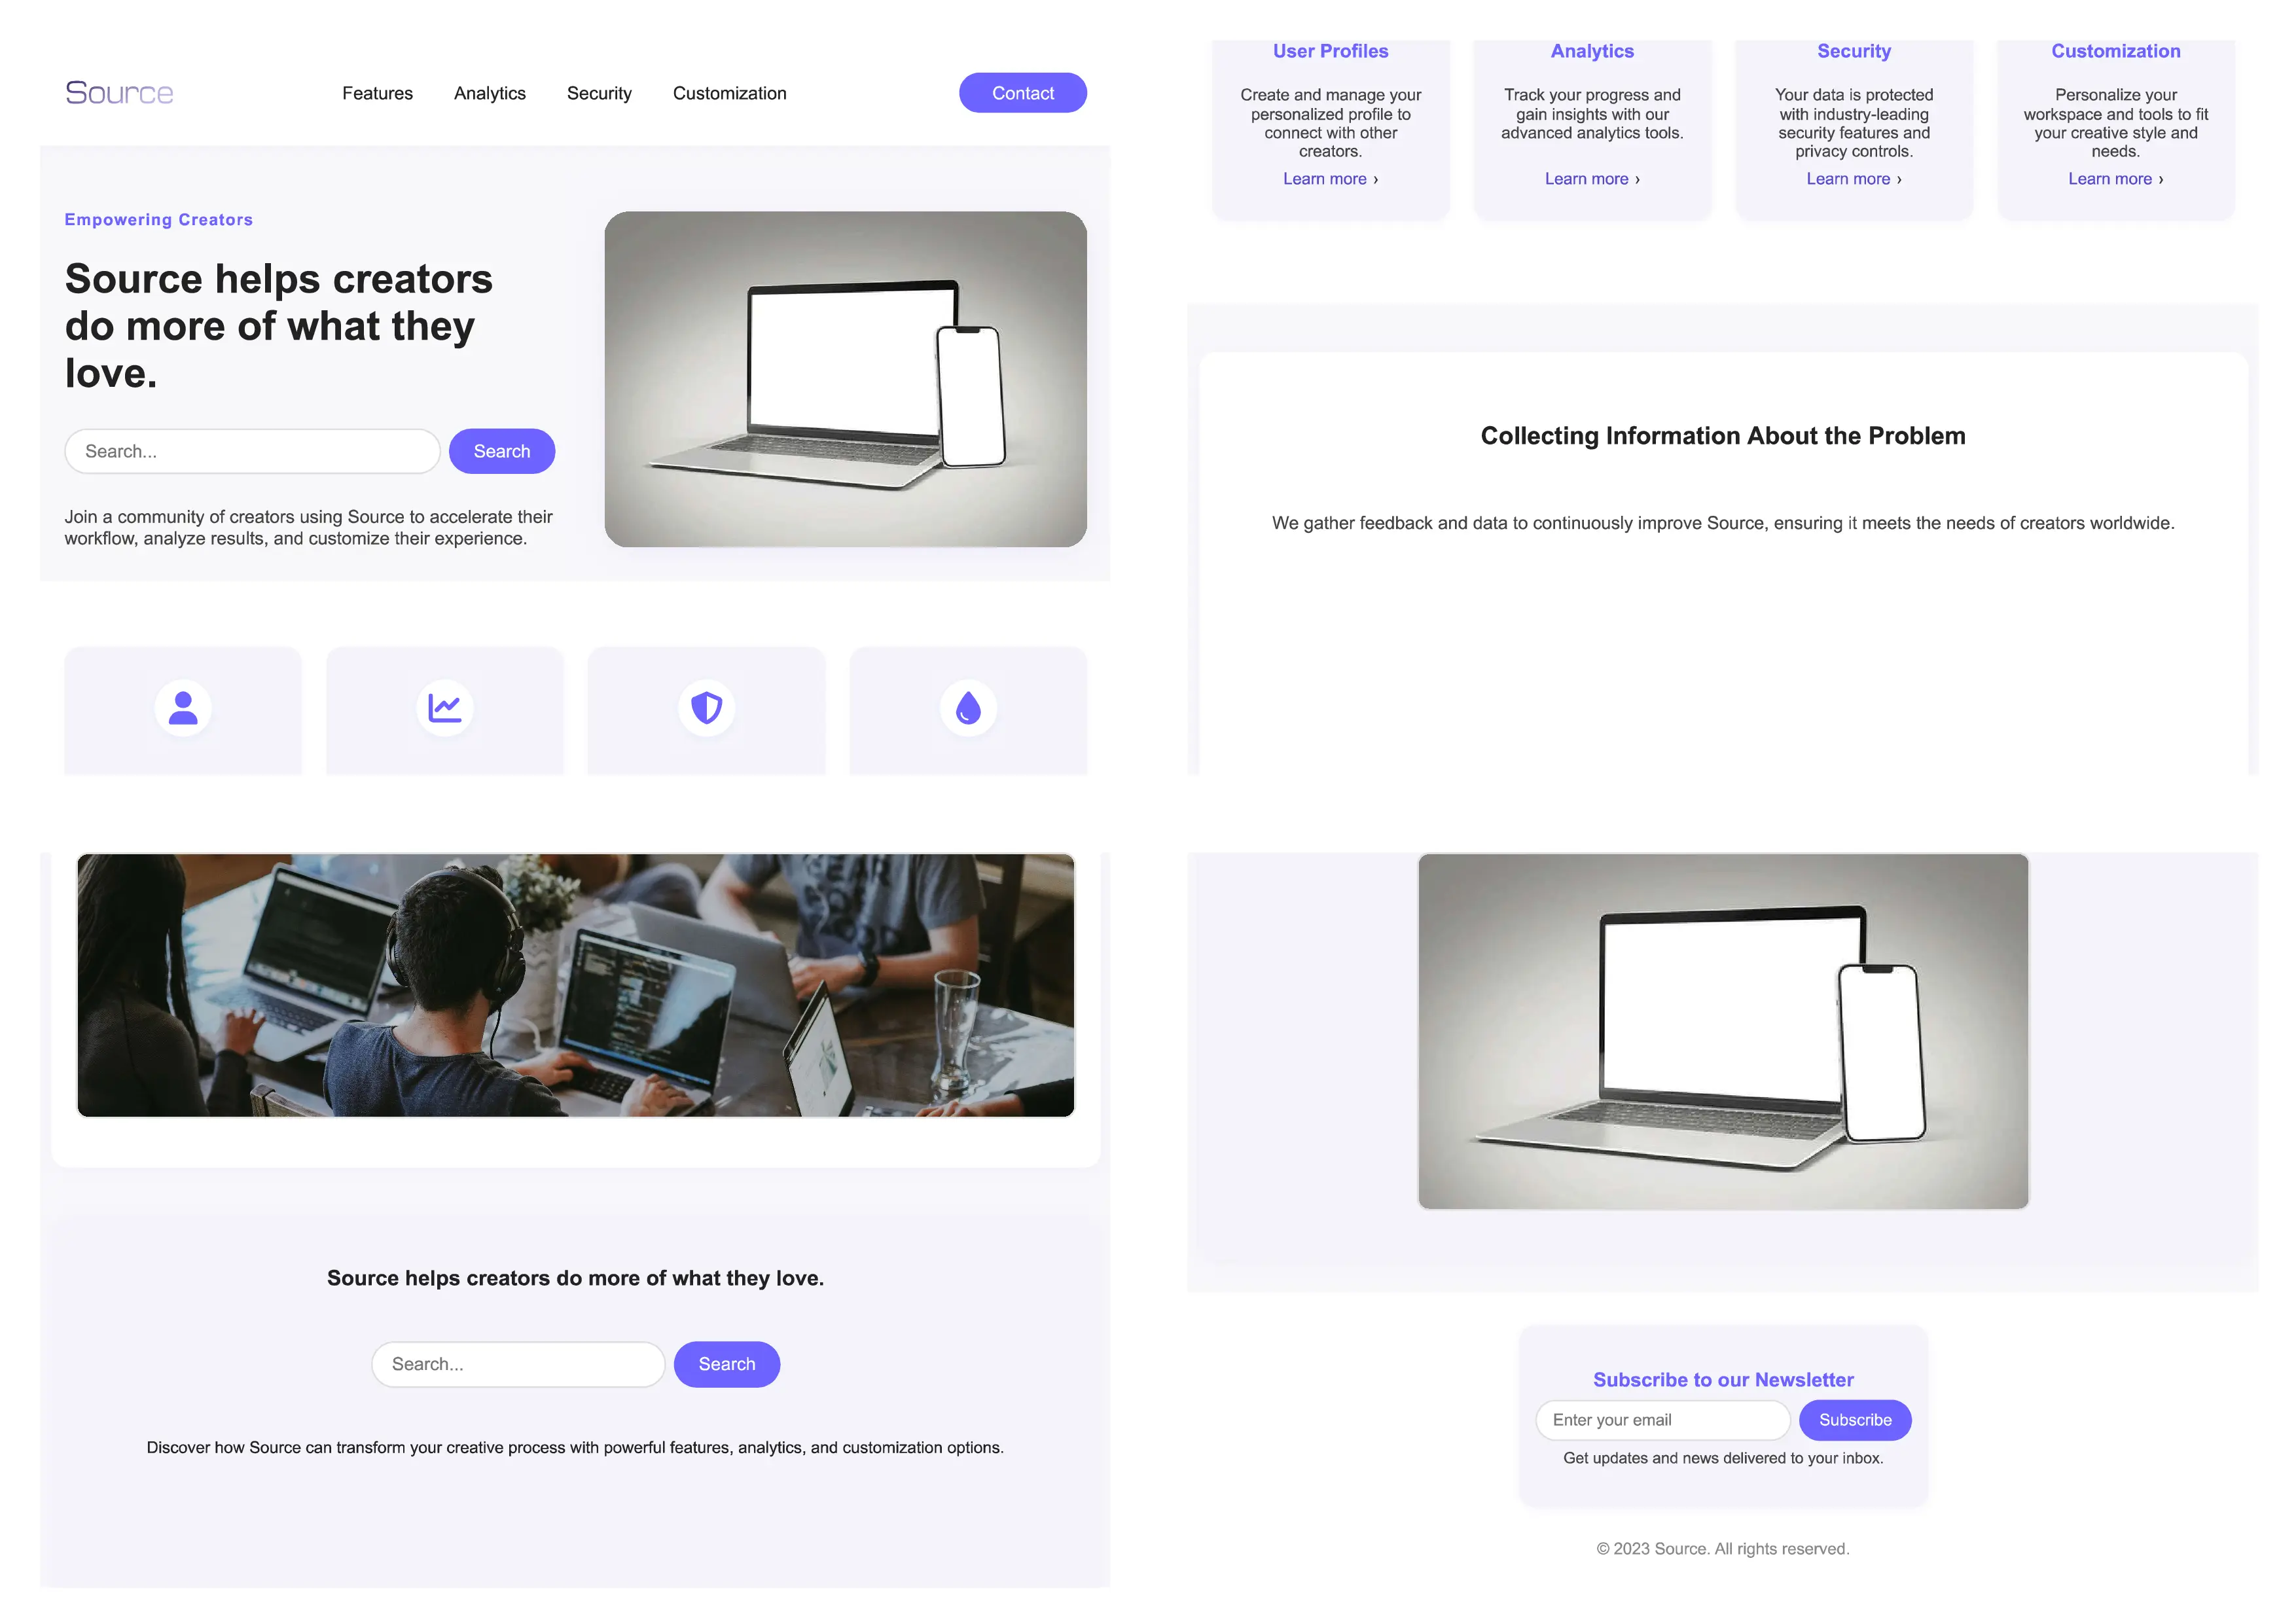 Source
Features
Analytics
Security
Customization
Contact
Empowering Creators
Source helps creators
do more of what they
love.
Search...
Search
Join a community of creators using Source to accelerate their
workflow, analyze results, and customize their experience.
User Profiles
Create and manage your
personalized profile to
connect with other
creators.
Learn more ›
Analytics
Track your progress and
gain insights with our
advanced analytics tools.
Learn more ›
Security
Your data is protected
with industry-leading
security features and
privacy controls.
Learn more ›
Customization
Personalize your
workspace and tools to fit
your creative style and
needs.
Learn more ›
Collecting Information About the Problem
We gather feedback and data to continuously improve Source, ensuring it meets the needs of creators worldwide.
Source helps creators do more of what they love.
Search...
Search
Discover how Source can transform your creative process with powerful features, analytics, and customization options.
Subscribe to our Newsletter
Enter your email
Subscribe
Get updates and news delivered to your inbox.
© 2023 Source. All rights reserved.